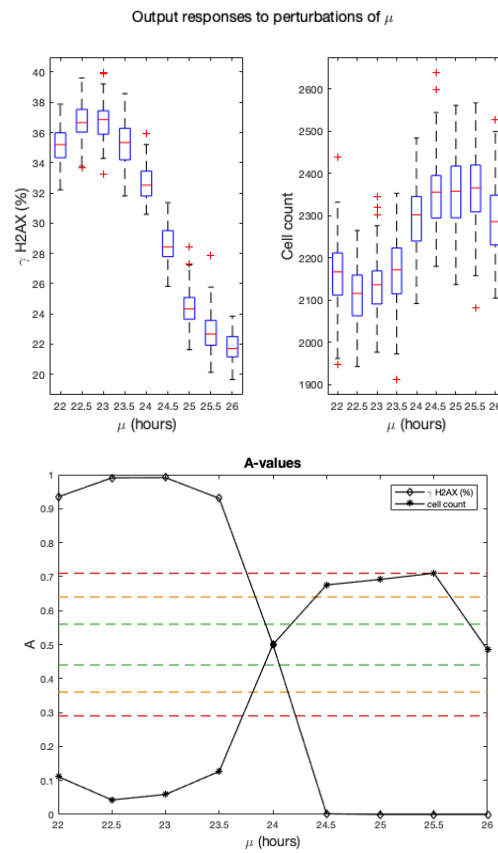 Output responses to perturbations of μ
40
38
36
34
32
30
28
26
24
22
20
γ H2AX (%)
22 22.5 23 23.5 24 24.5 25 25.5 26
μ (hours)
2600
2500
2400
2300
2200
2100
2000
1900
Cell count
22 22.5 23 23.5 24 24.5 25 25.5 26
μ (hours)
A-values
γ H2AX (%)
cell count
1
0.9
0.8
0.7
0.6
0.5
0.4
0.3
0.2
0.1
0
A
22 22.5 23 23.5 24 24.5 25 25.5 26
μ (hours)